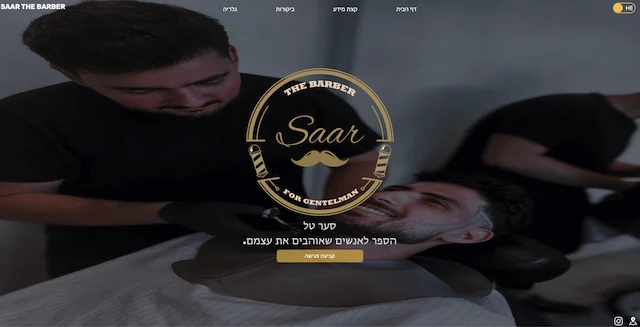 SAAR THE BARBER
דף הבית
קצת מידע
ביקורות
גלריה
HE
THE BARBER
Saar
FOR GENTELMAN
סער טל
הספר לאנשים שאוהבים את עצמם.
קביעת פגישה